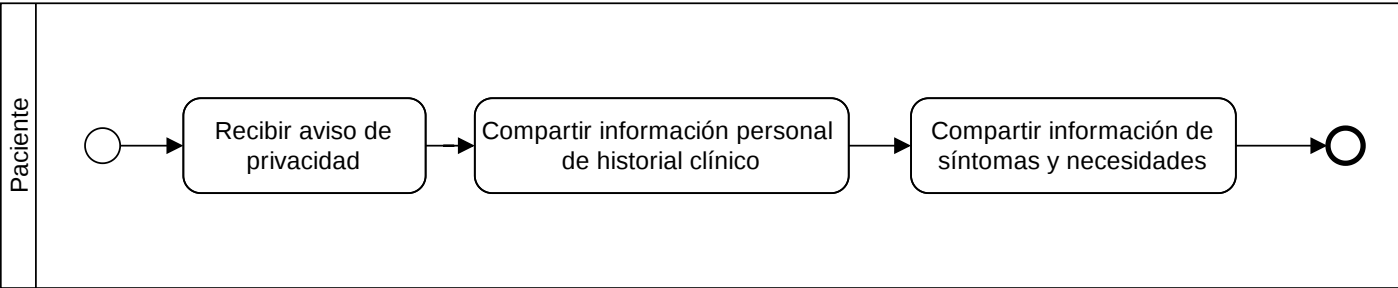 Paciente
Recibir aviso de
privacidad
Compartir información personal
de historial clínico
Compartir información de
síntomas y necesidades